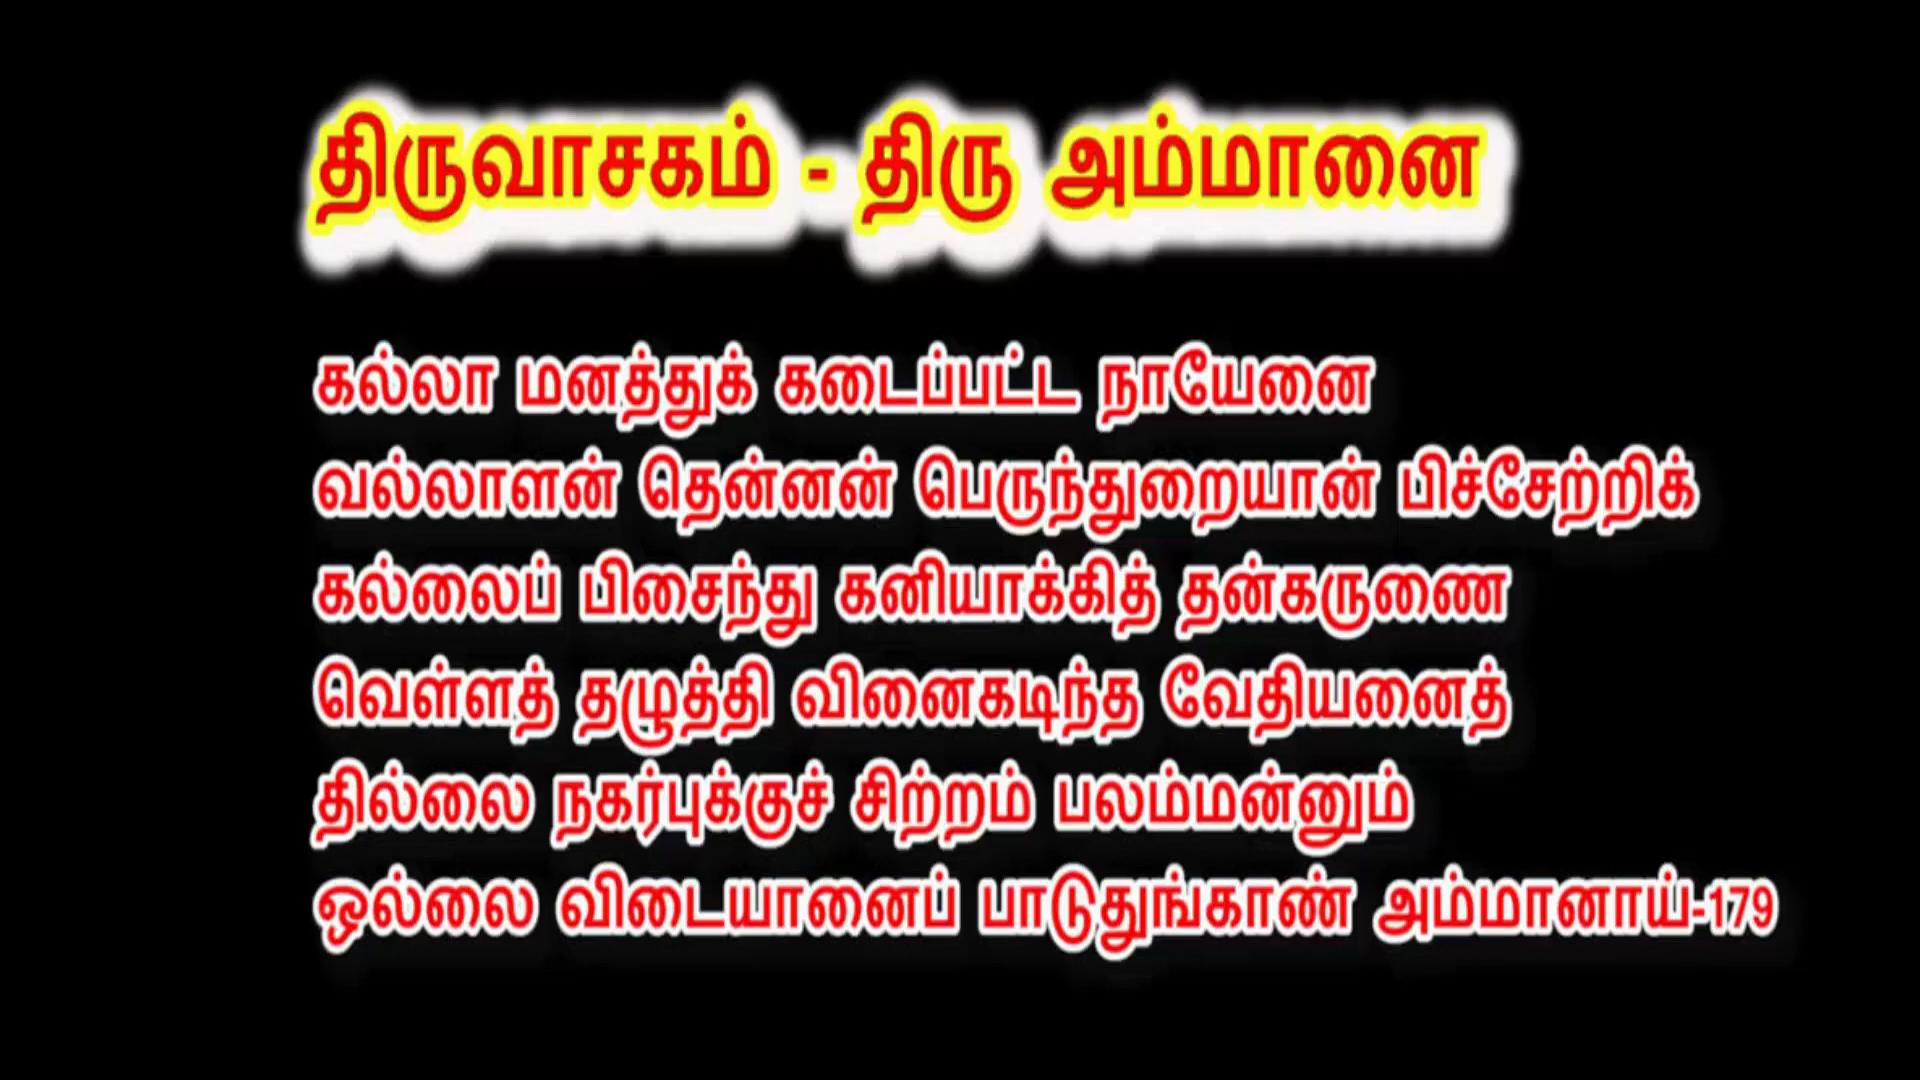 திருவாசகம் - திரு அம்மானை
கல்லா மனத்துக் கடைப்பட்ட நாயேனை
வல்லாளன் தென்னன் பெருந்துறையான் பிச்சேற்றிக்
கல்லைப் பிசைந்து கனியாக்கித் தன்கருணை
வெள்ளத் தழுத்தி வினைகடிந்த வேதியனைத்
தில்லை நகர்புக்குச் சிற்றம் பலம்மன்னும்
ஒல்லை விடையானைப் பாடுதுங்காண் அம்மானாய்-179